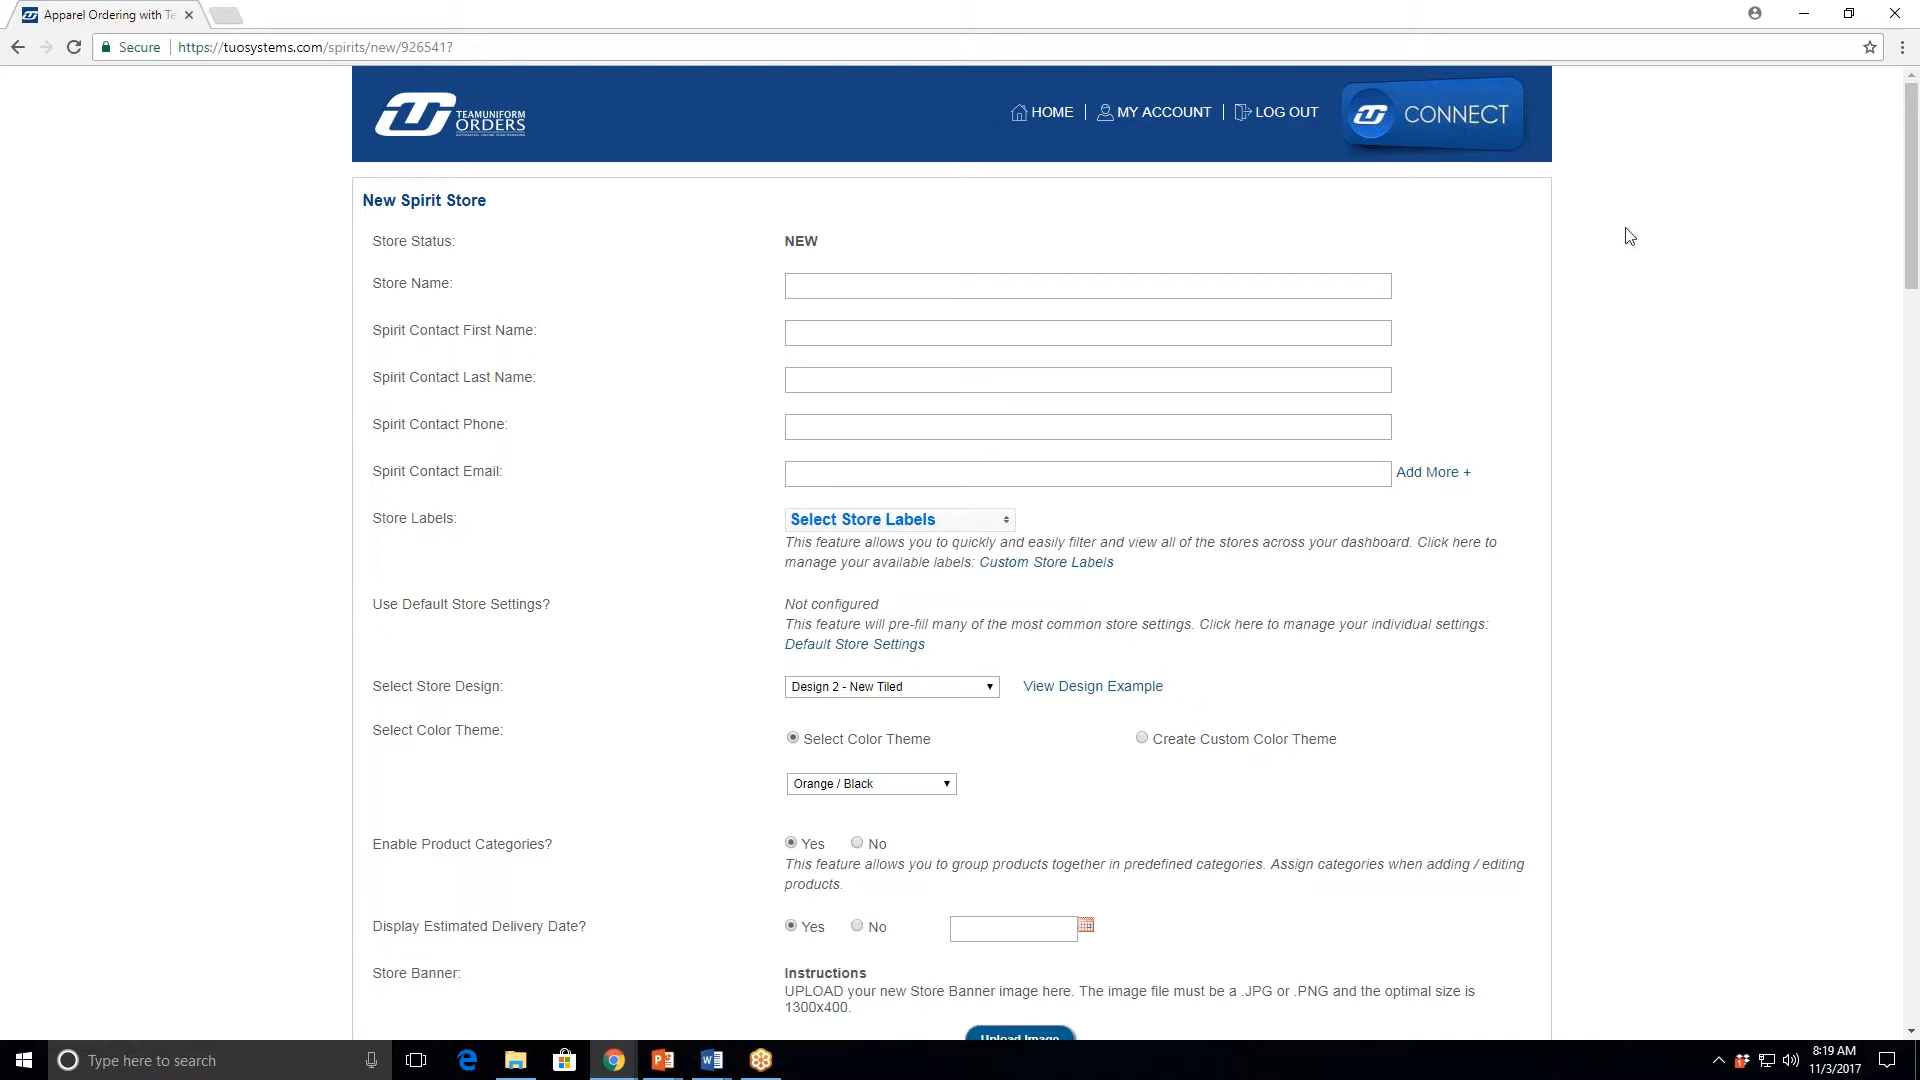 Apparel Ordering with Te
Secure
https://tuosystems.com/spirits/new/926541?
TEAMUNIFORM
ORDERS
HOME
MY ACCOUNT
LOG OUT
CONNECT
New Spirit Store
Store Status:
NEW
Store Name:
Spirit Contact First Name:
Spirit Contact Last Name:
Spirit Contact Phone:
Spirit Contact Email:
Add More +
Store Labels:
Select Store Labels
This feature allows you to quickly and easily filter and view all of the stores across your dashboard. Click here to
manage your available labels: Custom Store Labels
Use Default Store Settings?
Not configured
This feature will pre-fill many of the most common store settings. Click here to manage your individual settings:
Default Store Settings
Select Store Design:
Design 2 - New Tiled
View Design Example
Select Color Theme:
Select Color Theme
Create Custom Color Theme
Orange / Black
Enable Product Categories?
Yes
No
This feature allows you to group products together in predefined categories. Assign categories when adding / editing
products.
Display Estimated Delivery Date?
Yes
No
Store Banner:
Instructions
UPLOAD your new Store Banner image here. The image file must be a .JPG or .PNG and the optimal size is
1300x400.
Upload Image
Type here to search
8:19 AM
11/3/2017